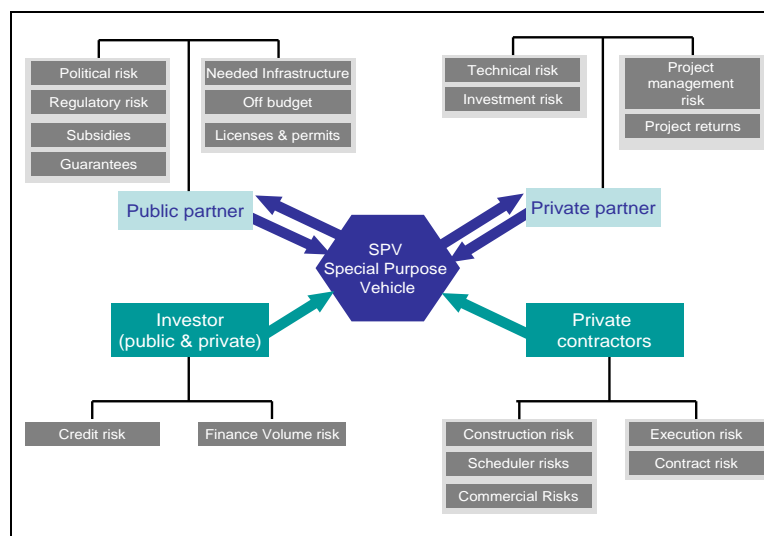 Political risk
Regulatory risk
Subsidies
Guarantees
Needed Infrastructure
Off budget
Licenses & permits
Technical risk
Investment risk
Project
management
risk
Project returns
Public partner
Private partner
SPV
Special Purpose
Vehicle
Investor
(public & private)
Private
contractors
Credit risk
Finance Volume risk
Construction risk
Scheduler risks
Commercial Risks
Execution risk
Contract risk